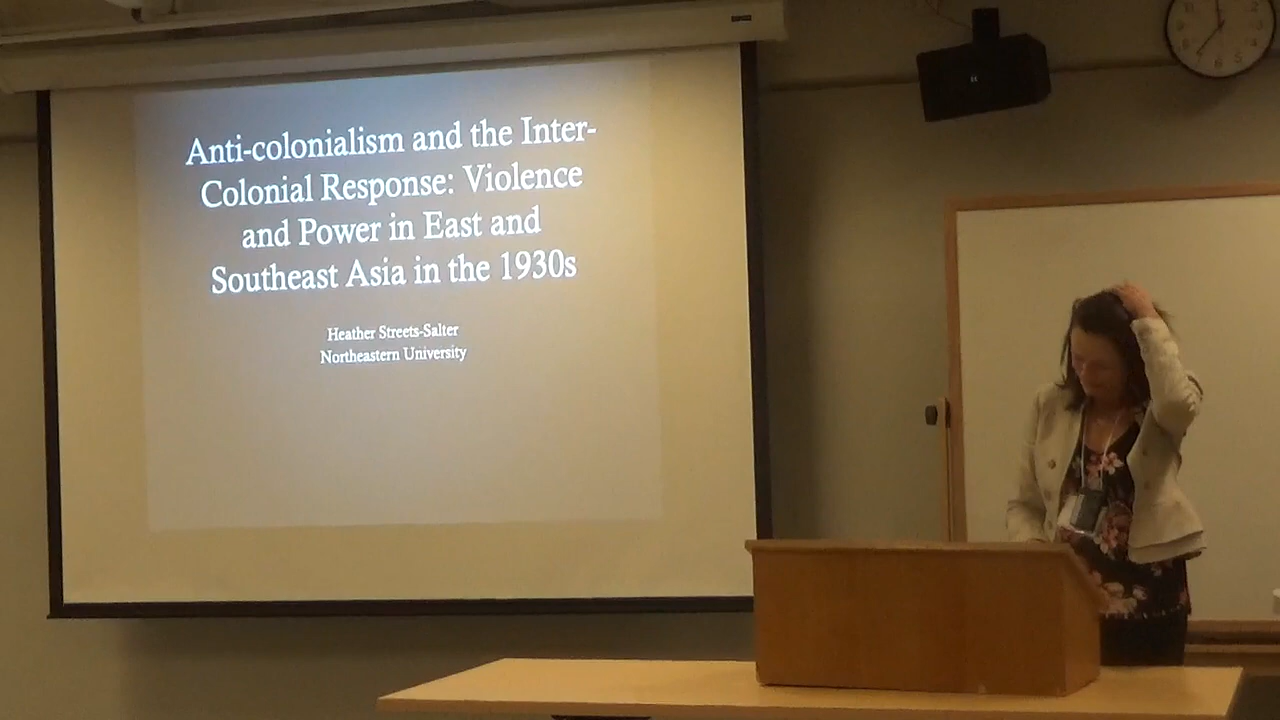 Anti-colonialism and the Inter-
Colonial Response: Violence
and Power in East and
Southeast Asia in the 1930s
Heather Streets-Salter
Northeastern University